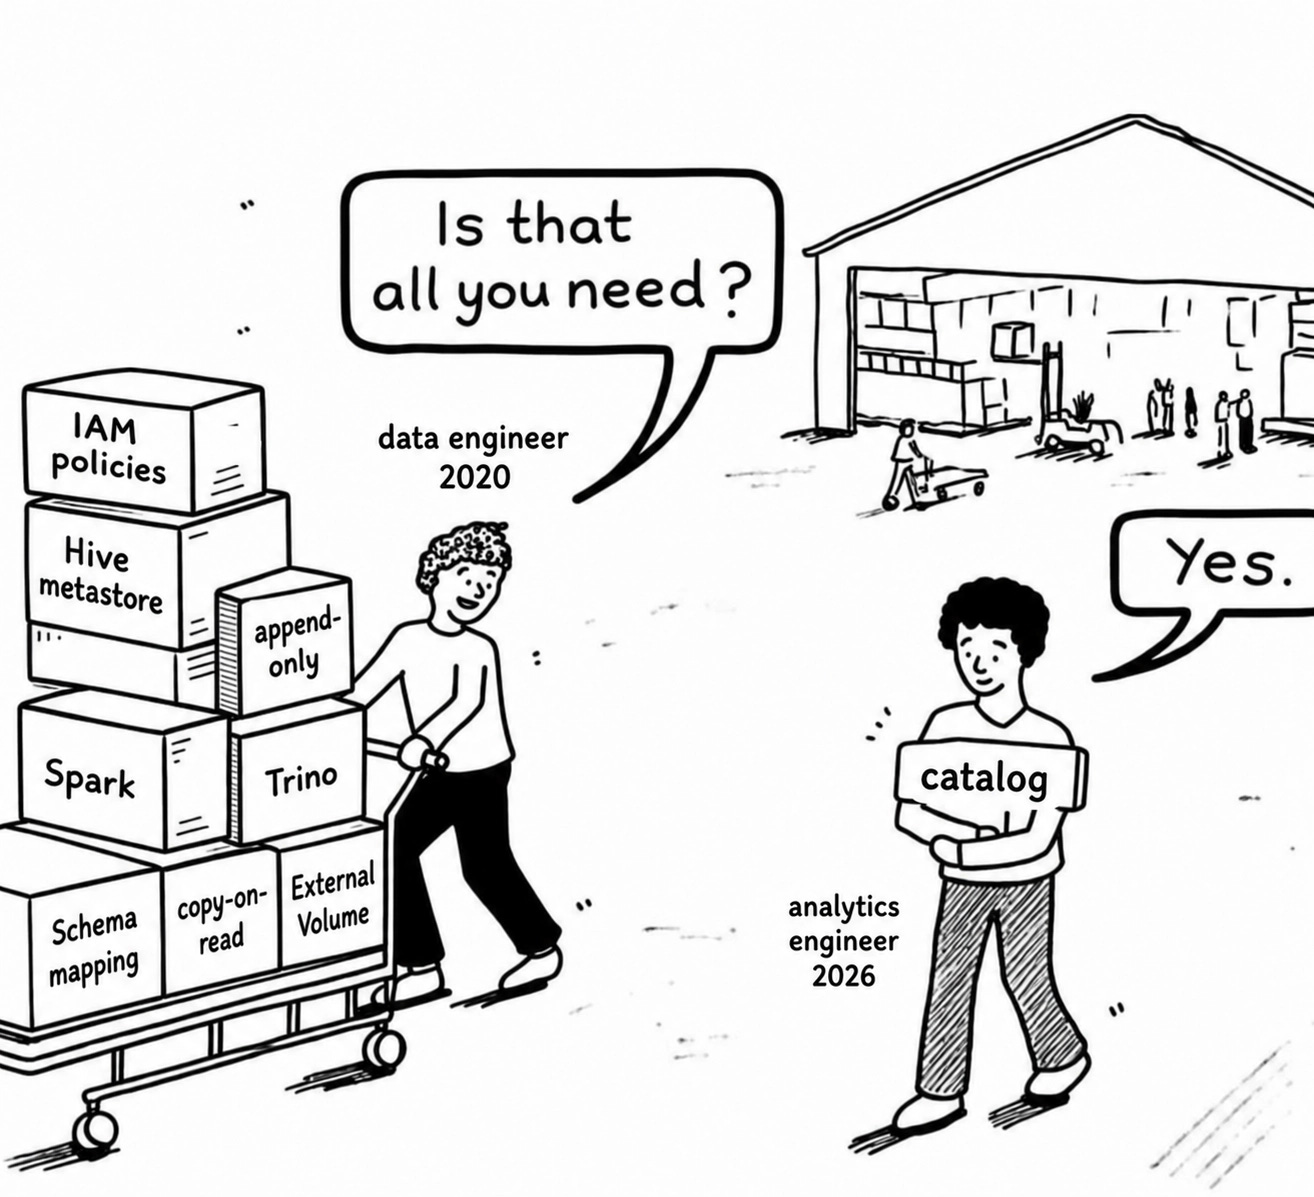 Is that
all you need?
data engineer
2020
IAM
policies
Hive
metastore
append-
only
Spark
Trino
Schema
mapping
copy-on-
read
External
Volume
Yes.
catalog
analytics
engineer
2026